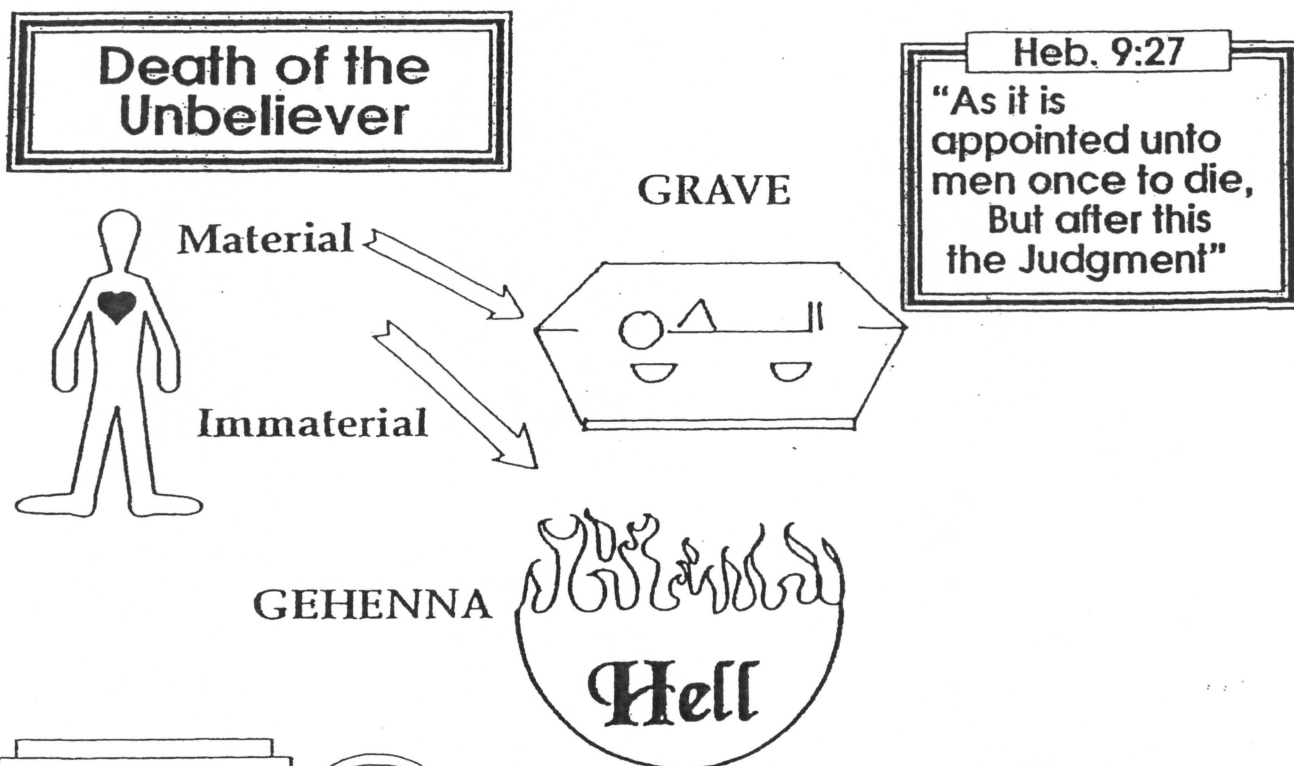 Death of the
Unbeliever
Heb. 9:27
“As it is
appointed unto
men once to die,
But after this
the Judgment”
GRAVE
Material
Immaterial
GEHENNA
Hell